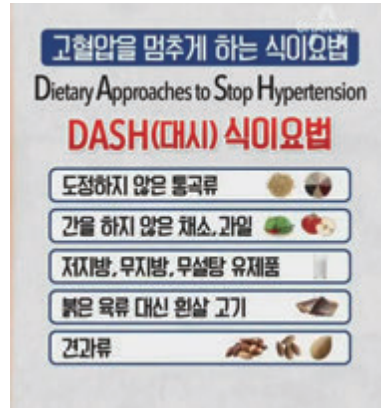 고혈압을 멈추게 하는 식이요법
Dietary Approaches to Stop Hypertension
DASH(대시) 식이요법
도정하지 않은 통곡류
간을 하지 않은 채소, 과일
저지방, 무지방, 무설탕 유제품
붉은 육류 대신 흰살 고기
견과류